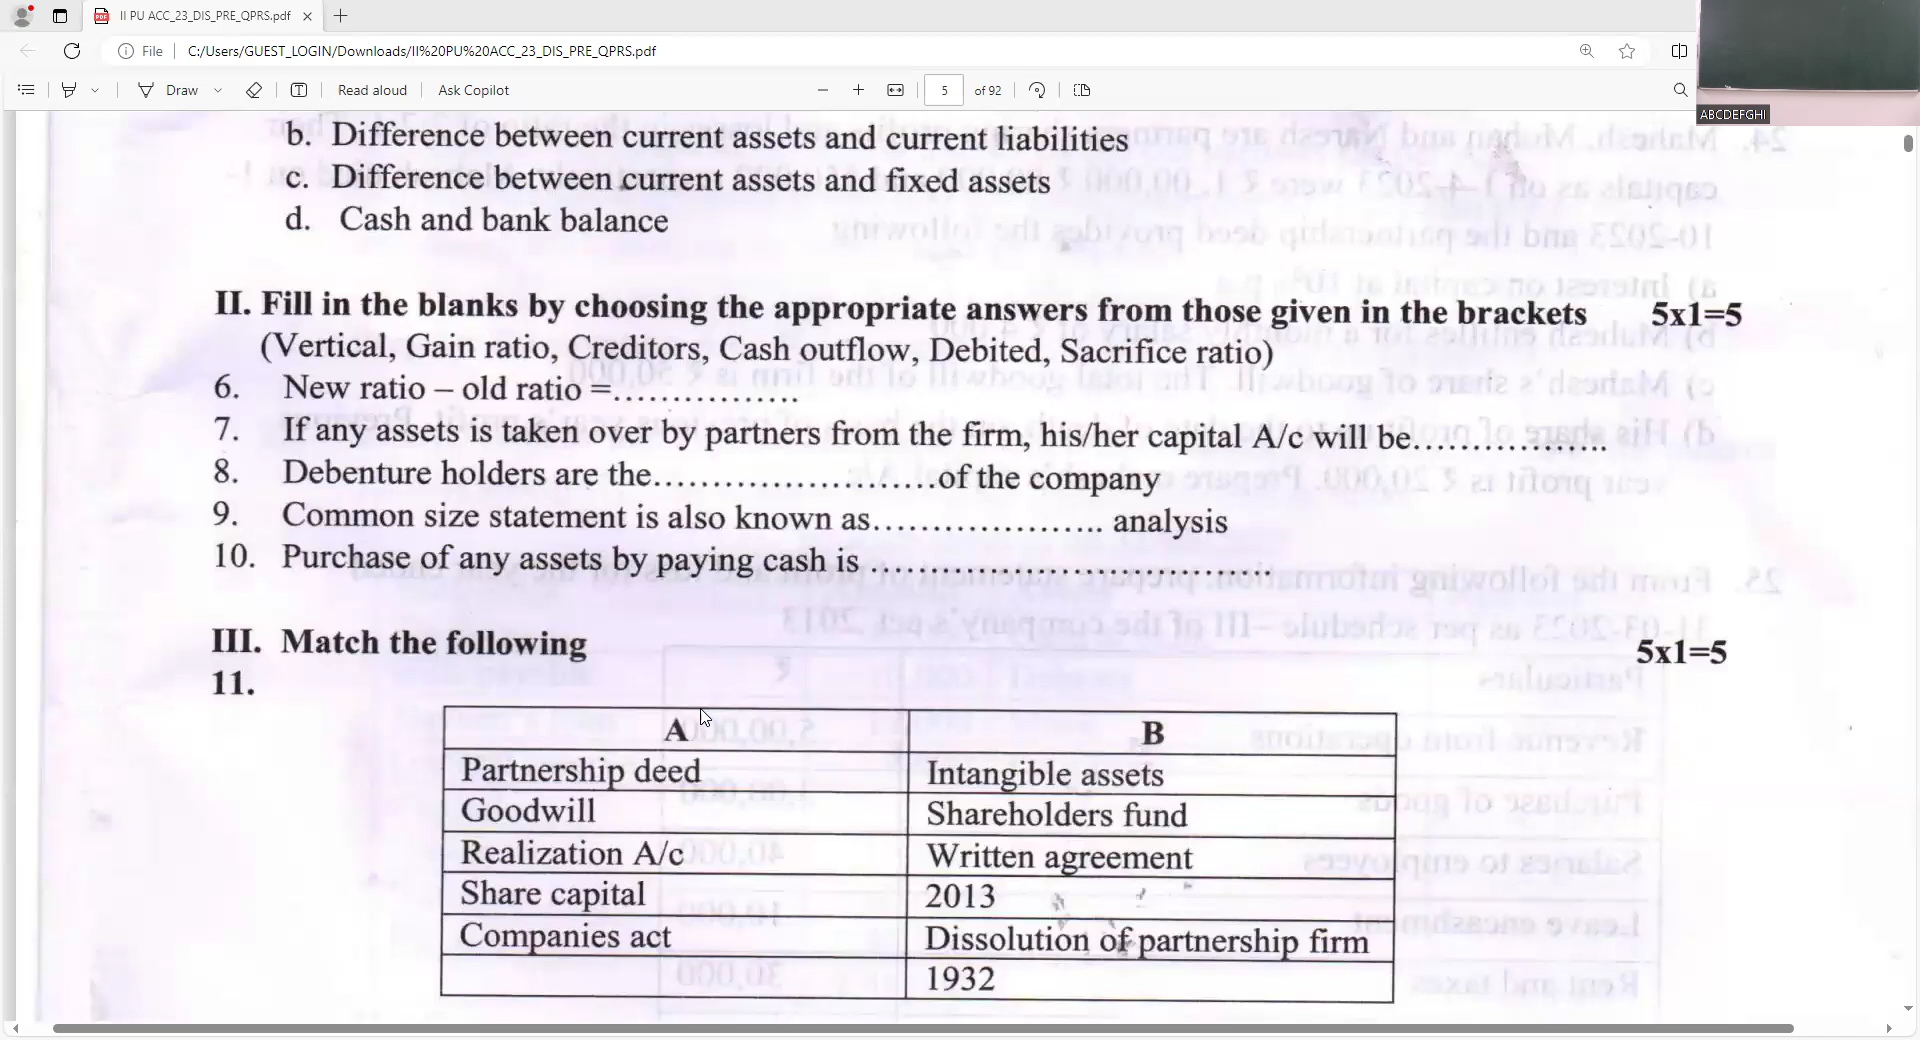 II PU ACC_23_DIS_PRE_QPRS.pdf
File C:/Users/GUEST_LOGIN/Downloads/II%20PU%20ACC_23_DIS_PRE_QPRS.pdf
Draw Read aloud Ask Copilot 5 of 92
ABCDEFGHI
b. Difference between current assets and current liabilities
c. Difference between current assets and fixed assets
d. Cash and bank balance
II. Fill in the blanks by choosing the appropriate answers from those given in the brackets 5x1=5
(Vertical, Gain ratio, Creditors, Cash outflow, Debited, Sacrifice ratio)
6. New ratio – old ratio =................
7. If any assets is taken over by partners from the firm, his/her capital A/c will be.................
8. Debenture holders are the........................of the company
9. Common size statement is also known as.................... analysis
10. Purchase of any assets by paying cash is....................................
III. Match the following 5x1=5
11.
A B
Partnership deed Intangible assets
Goodwill Shareholders fund
Realization A/c Written agreement
Share capital 2013
Companies act Dissolution of partnership firm
1932